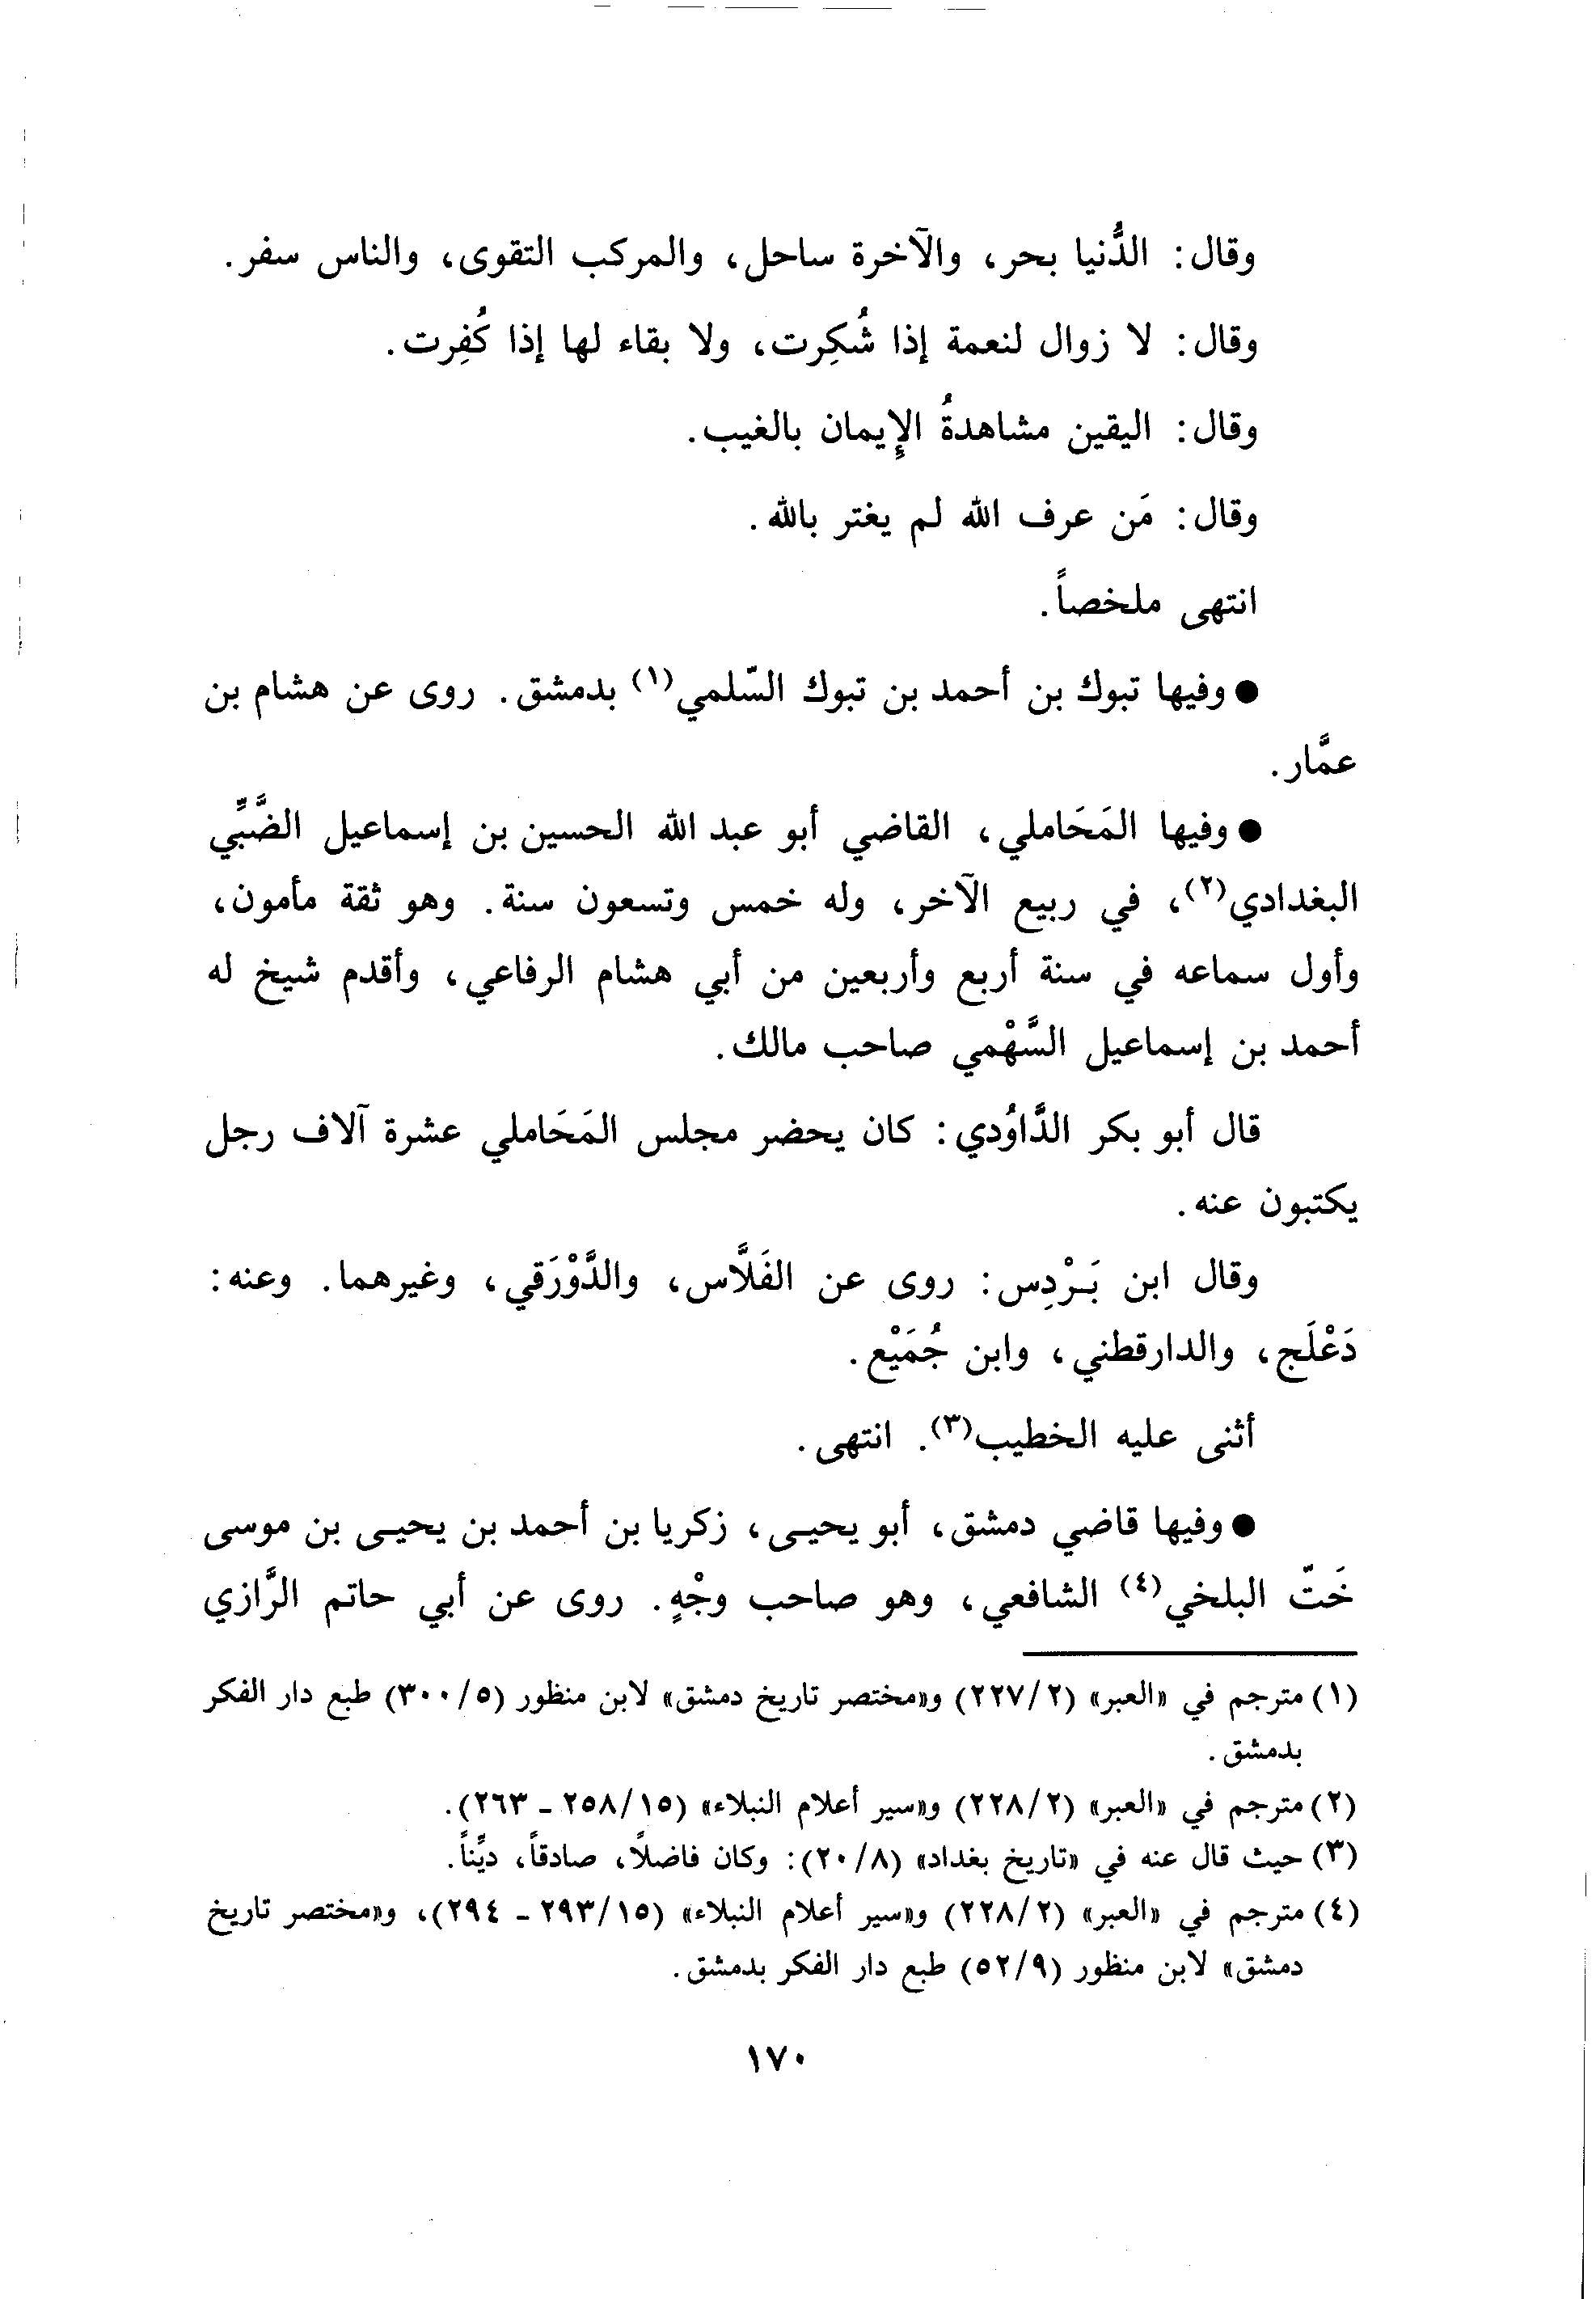 وقال: الدُّنيا بحر، والآخرة ساحل، والمركب التقوى، والناس سفر.
وقال: لا زوال لنعمة إذا شُكِرت، ولا بقاء لها إذا كُفِرت.
وقال: اليقين مشاهدةُ الإِيمان بالغيب.
وقال: مَن عرف الله لم يغتر بالله.
انتهى ملخصاً.
● وفيها تبوك بن أحمد بن تبوك السّلمي(١) بدمشق. روى عن هشام بن
عمَّار.
● وفيها المَحَاملي، القاضي أبو عبد الله الحسين بن إسماعيل الضَّبِّي
البغدادي(٢)، في ربيع الآخر، وله خمس وتسعون سنة. وهو ثقة مأمون،
وأول سماعه في سنة أربع وأربعين من أبي هشام الرفاعي، وأقدم شيخ له
أحمد بن إسماعيل السَّهْمي صاحب مالك.
قال أبو بكر الدَّاوُدي: كان يحضر مجلس المَحَاملي عشرة آلاف رجل
يكتبون عنه.
وقال ابن بَرْدِس: روى عن الفَلَّاس، والدَّوْرَقي، وغيرهما. وعنه:
دَعْلَج، والدارقطني، وابن جُمَيْع.
أثنى عليه الخطيب(٣). انتهى.
● وفيها قاضي دمشق، أبو يحيـى، زكريا بن أحمد بن يحيـى بن موسى
خَتّ البلخي(٤) الشافعي، وهو صاحب وجْهٍ. روى عن أبي حاتم الرَّازي
(١) مترجم في «العبر» (٢٢٧/٢) و«مختصر تاريخ دمشق» لابن منظور (٣٠٠/٥) طبع دار الفكر
بدمشق.
(٢) مترجم في «العبر» (٢٢٨/٢) و«سير أعلام النبلاء» (٢٥٨/١٥ - ٢٦٣).
(٣) حيث قال عنه في «تاريخ بغداد» (٢٠/٨): وكان فاضلاً، صادقاً، ديِّناً.
(٤) مترجم في «العبر» (٢٢٨/٢) و«سير أعلام النبلاء» (٢٩٣/١٥ - ٢٩٤)، و«مختصر تاريخ
دمشق» لابن منظور (٥٢/٩) طبع دار الفكر بدمشق.
١٧٠